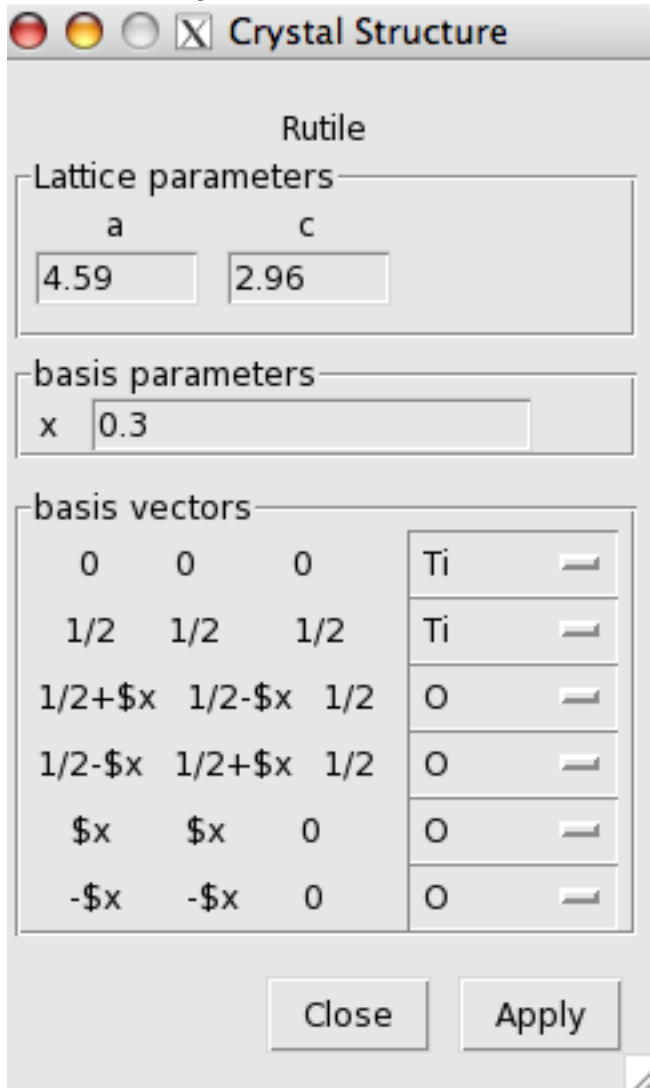 X Crystal Structure
Rutile
Lattice parameters
a c
4.59 2.96
basis parameters
x 0.3
basis vectors
0 0 0 Ti
1/2 1/2 1/2 Ti
1/2+$x 1/2-$x 1/2 O
1/2-$x 1/2+$x 1/2 O
$x $x 0 O
-$x -$x 0 O
Close Apply